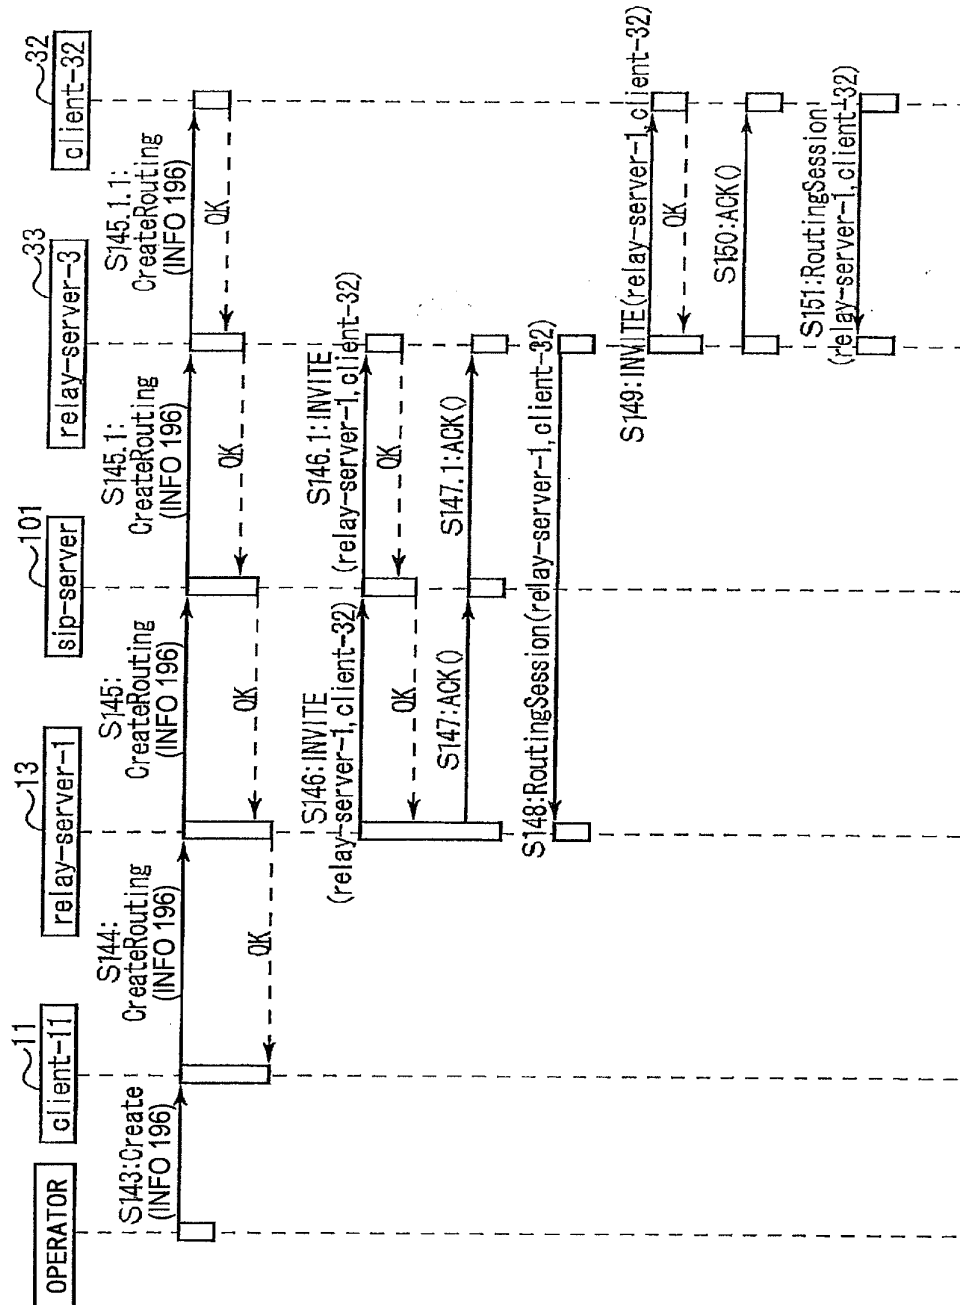 OPERATOR
11
client-11
13
relay-server-1
101
sip-server
33
relay-server-3
32
client-32
S143:Create
(INFO 196)
S144:
CreateRouting
(INFO 196)
S145:
CreateRouting
(INFO 196)
S145.1:
CreateRouting
(INFO 196)
S145.1.1:
CreateRouting
(INFO 196)
OK
OK
OK
OK
S146:INVITE
(relay-server-1,client-32)
S146.1:INVITE
(relay-server-1,client-32)
OK
OK
S147:ACK()
S147.1:ACK()
S148:RoutingSession(relay-server-1,client-32)
S149:INVITE(relay-server-1,client-32)
OK
S150:ACK()
S151:RoutingSession
(relay-server-1,client-32)